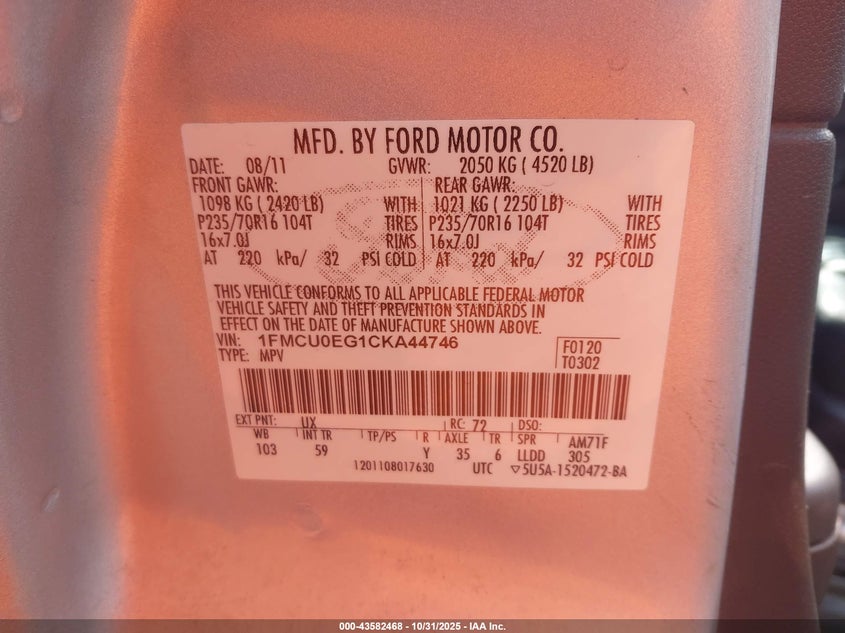 MFD. BY FORD MOTOR CO.
DATE: 08/11 GVWR: 2050 KG ( 4520 LB)
FRONT GAWR: REAR GAWR:
1098 KG ( 2420 LB) WITH 1021 KG ( 2250 LB) WITH
P235/70R16 104T TIRES P235/70R16 104T TIRES
16x7.0J RIMS 16x7.0J RIMS
AT 220 kPa/ 32 PSI COLD AT 220 kPa/ 32 PSI COLD
THIS VEHICLE CONFORMS TO ALL APPLICABLE FEDERAL MOTOR
VEHICLE SAFETY AND THEFT PREVENTION STANDARDS IN
EFFECT ON THE DATE OF MANUFACTURE SHOWN ABOVE.
VIN: 1FMCU0EG1CKA44746 F0120
TYPE: MPV T0302
EXT PNT: UX RC: 72 DSO:
WB INT TR TP/PS R AXLE TR SPR AM71F
103 59 Y 35 6 LLDD 305
1201108017630 UTC ▽5U5A-1520472-BA
000-43582468 - 10/31/2025 - IAA Inc.